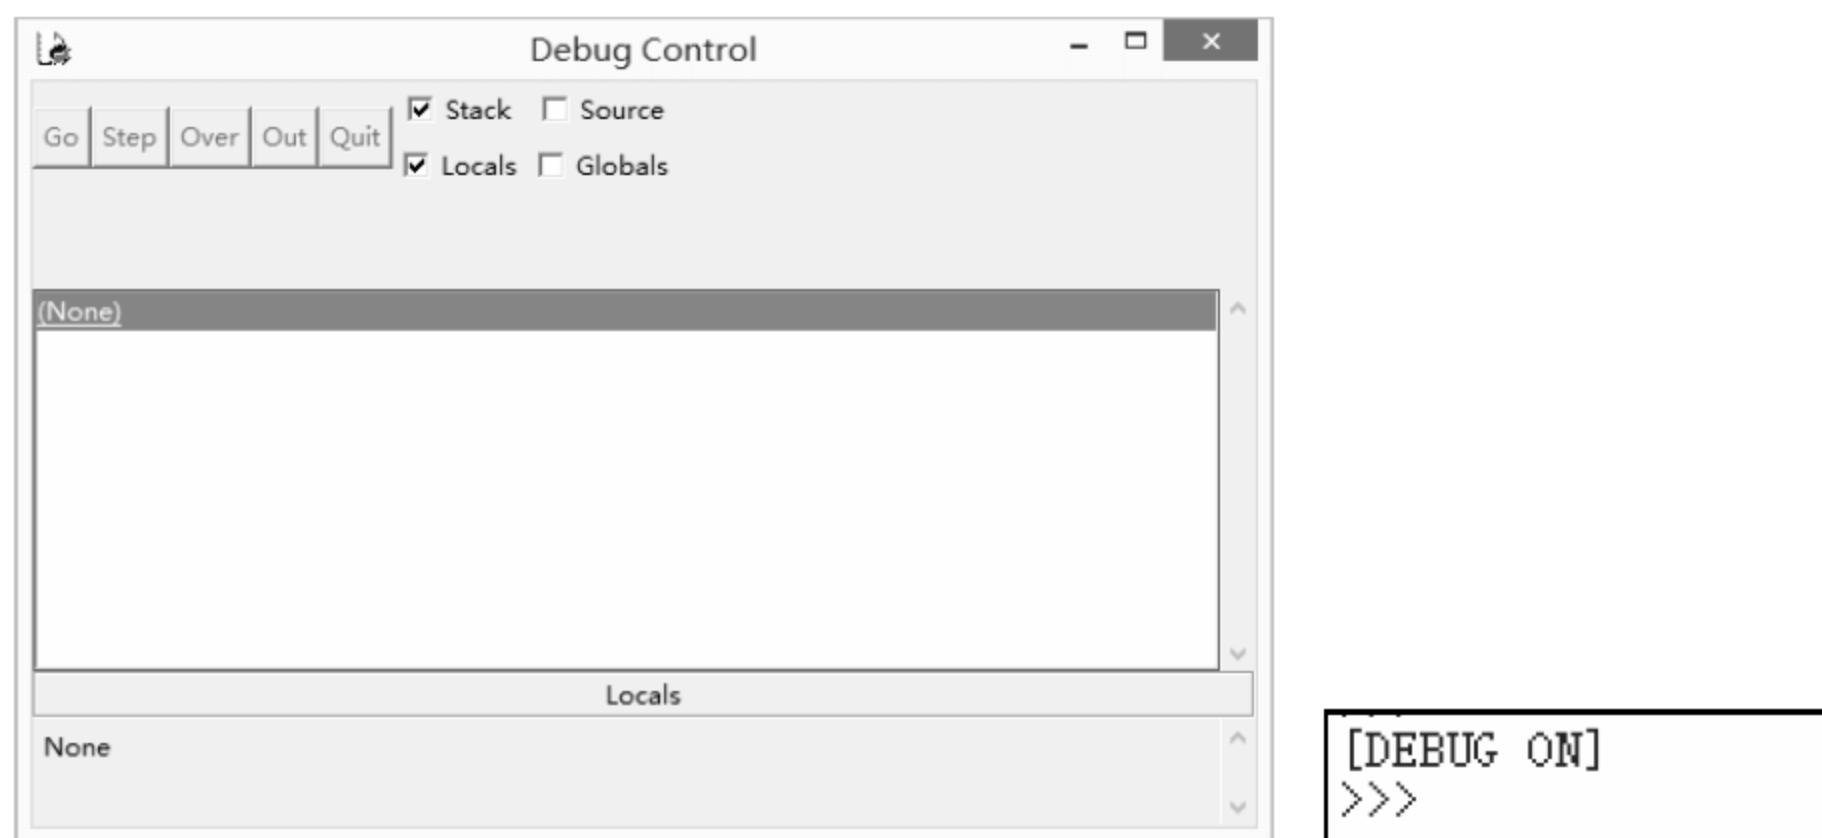 Debug Control
Go Step Over Out Quit
Stack Source
Locals Globals
(None)
Locals
None
[DEBUG ON]
>>>